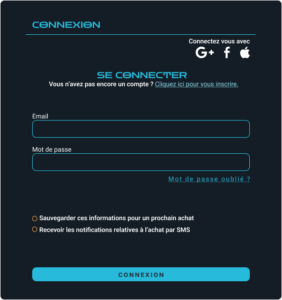 CONNEXION
Connectez vous avec
G+
SE CONNECTER
Vous n'avez pas encore un compte ? Cliquez ici pour vous inscrire.
Email
Mot de passe
Mot de passe oublié ?
Sauvegarder ces informations pour un prochain achat
Recevoir les notifications relatives à l'achat par SMS
CONNEXION